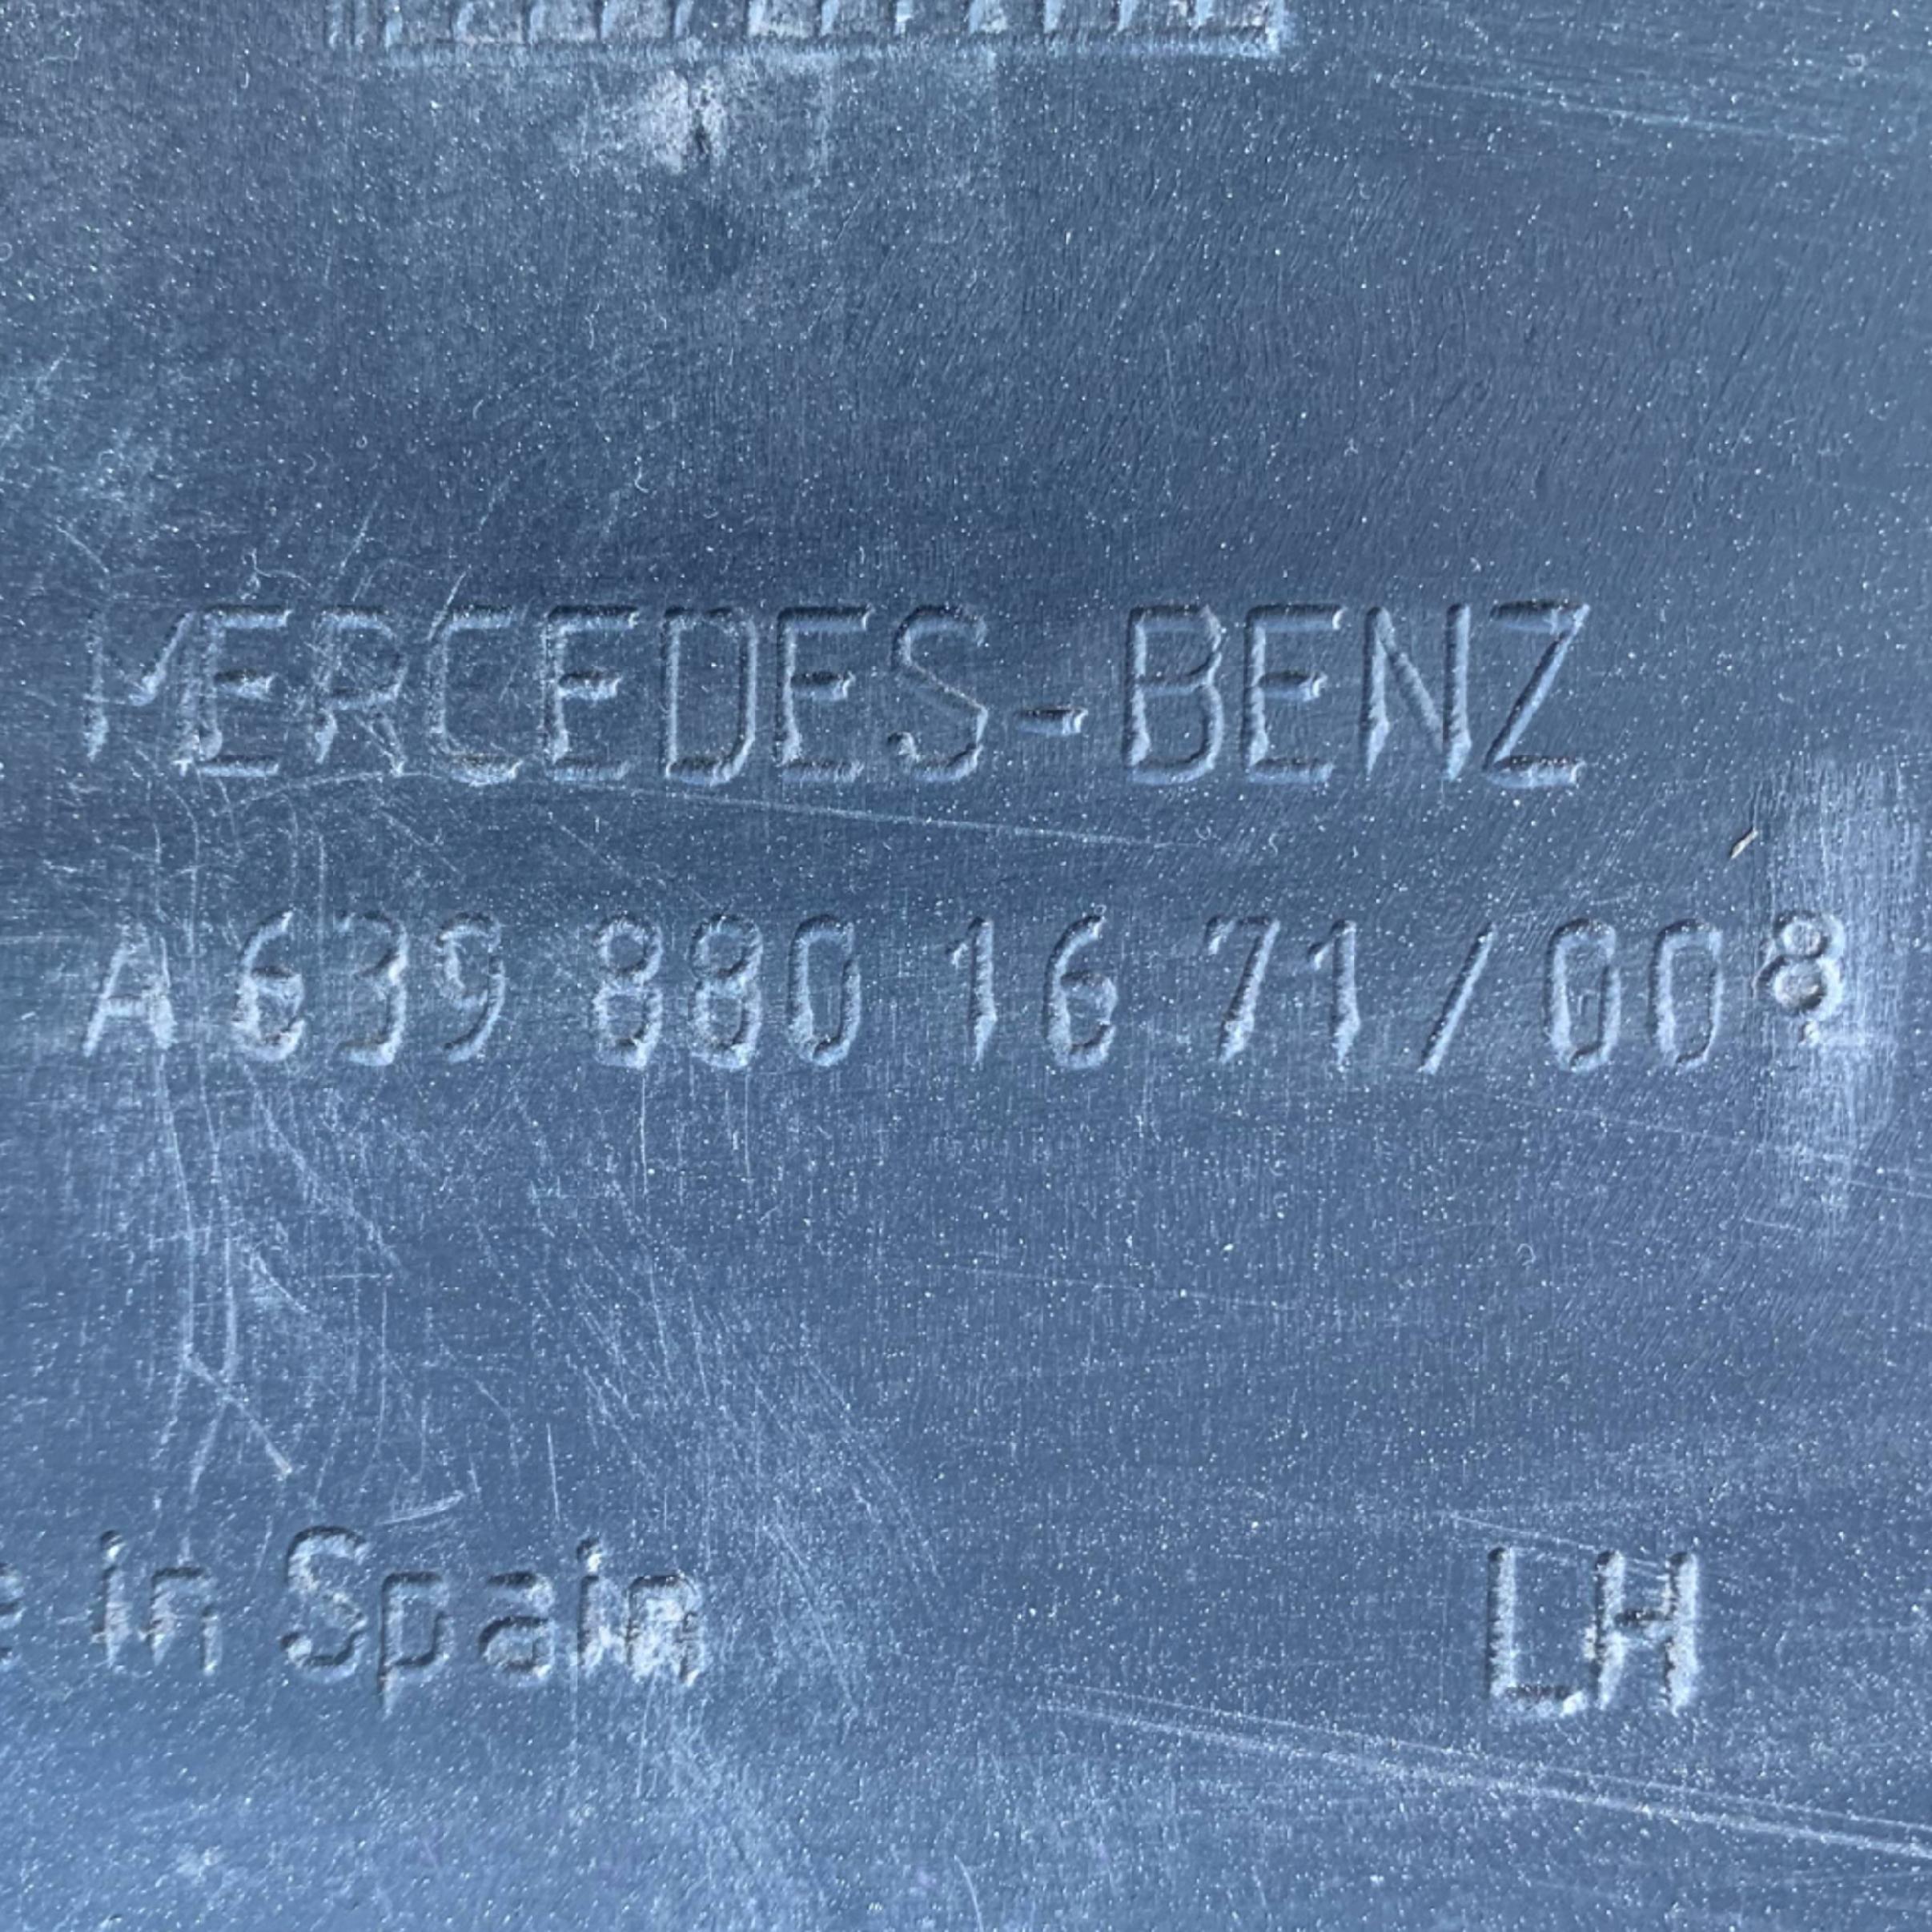 MERCEDES-BENZ
A 639 880 16 71/008
e in Spain LH